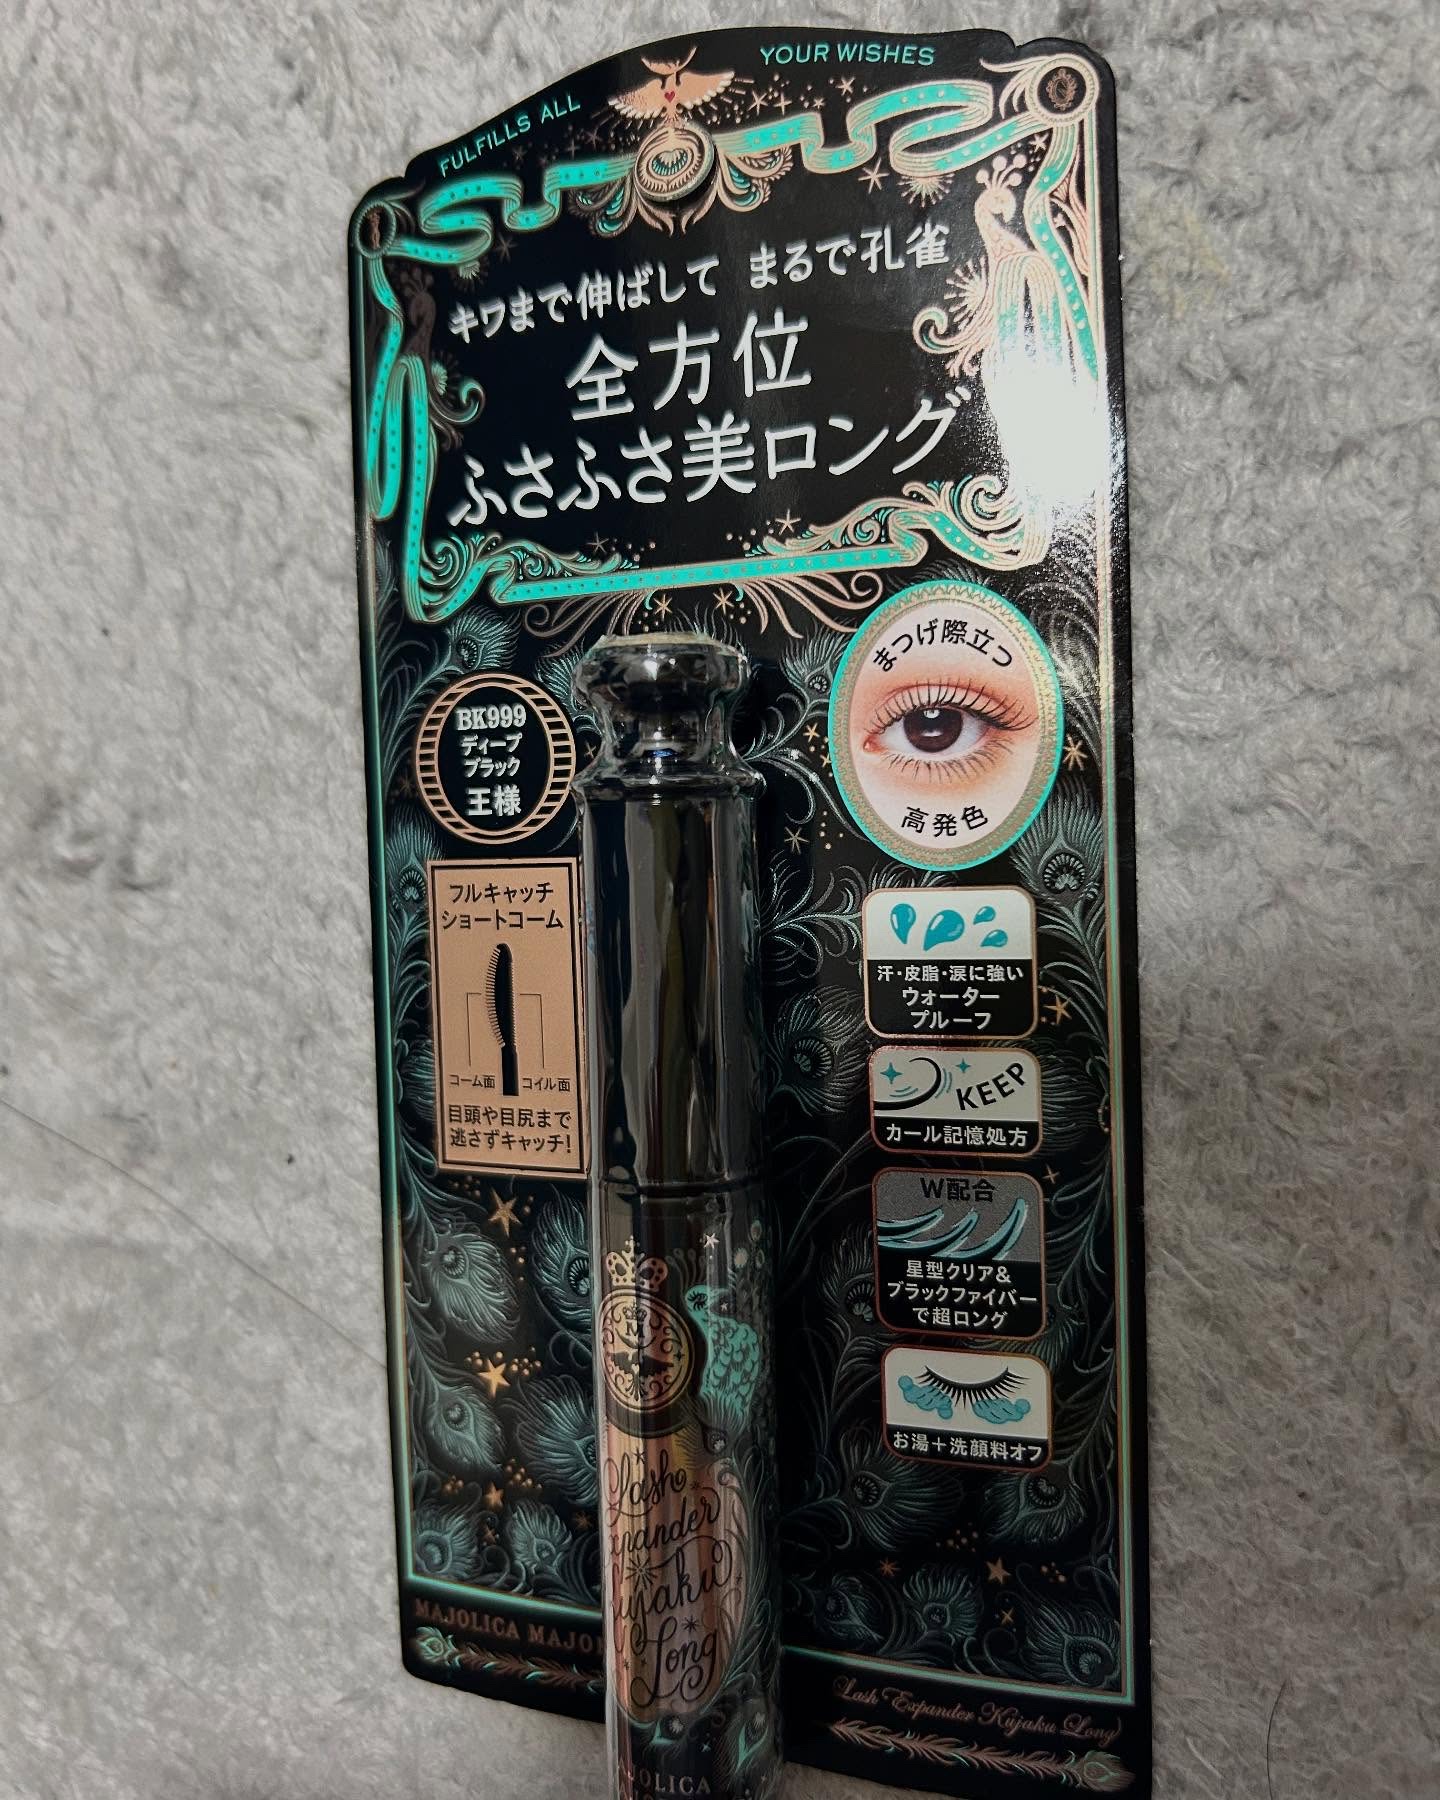 FULFILLS ALL YOUR WISHES
キワまで伸ばして まるで孔雀
全方位
ふさふさ美ロング
BK999
ディープ
ブラック
王様
フルキャッチ
ショートコーム
コーム面 コイル面
目頭や目尻まで
逃さずキャッチ!
まつげ際立つ
高発色
汗・皮脂・涙に強い
ウォーター
プルーフ
KEEP
カール記憶処方
W配合
星型クリア&
ブラックファイバー
で超ロング
お湯+洗顔料オフ
M
Lash
Long
MAJOLICA
Lash Expander Kujaku Long